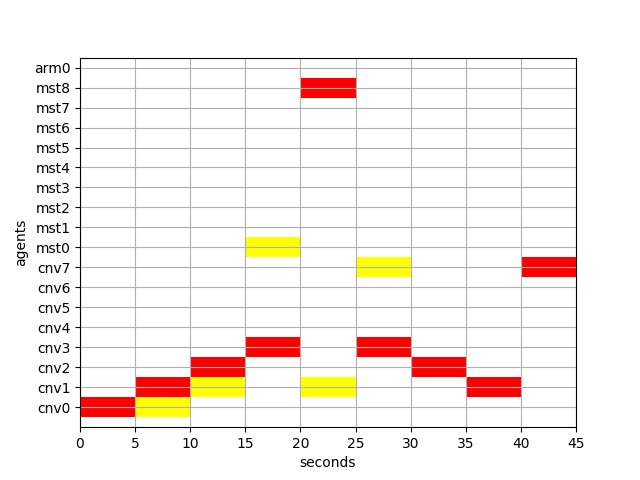 arm0
mst8
mst7
mst6
mst5
mst4
mst3
mst2
mst1
mst0
cnv7
cnv6
cnv5
cnv4
cnv3
cnv2
cnv1
cnv0
agents
0 5 10 15 20 25 30 35 40 45
seconds